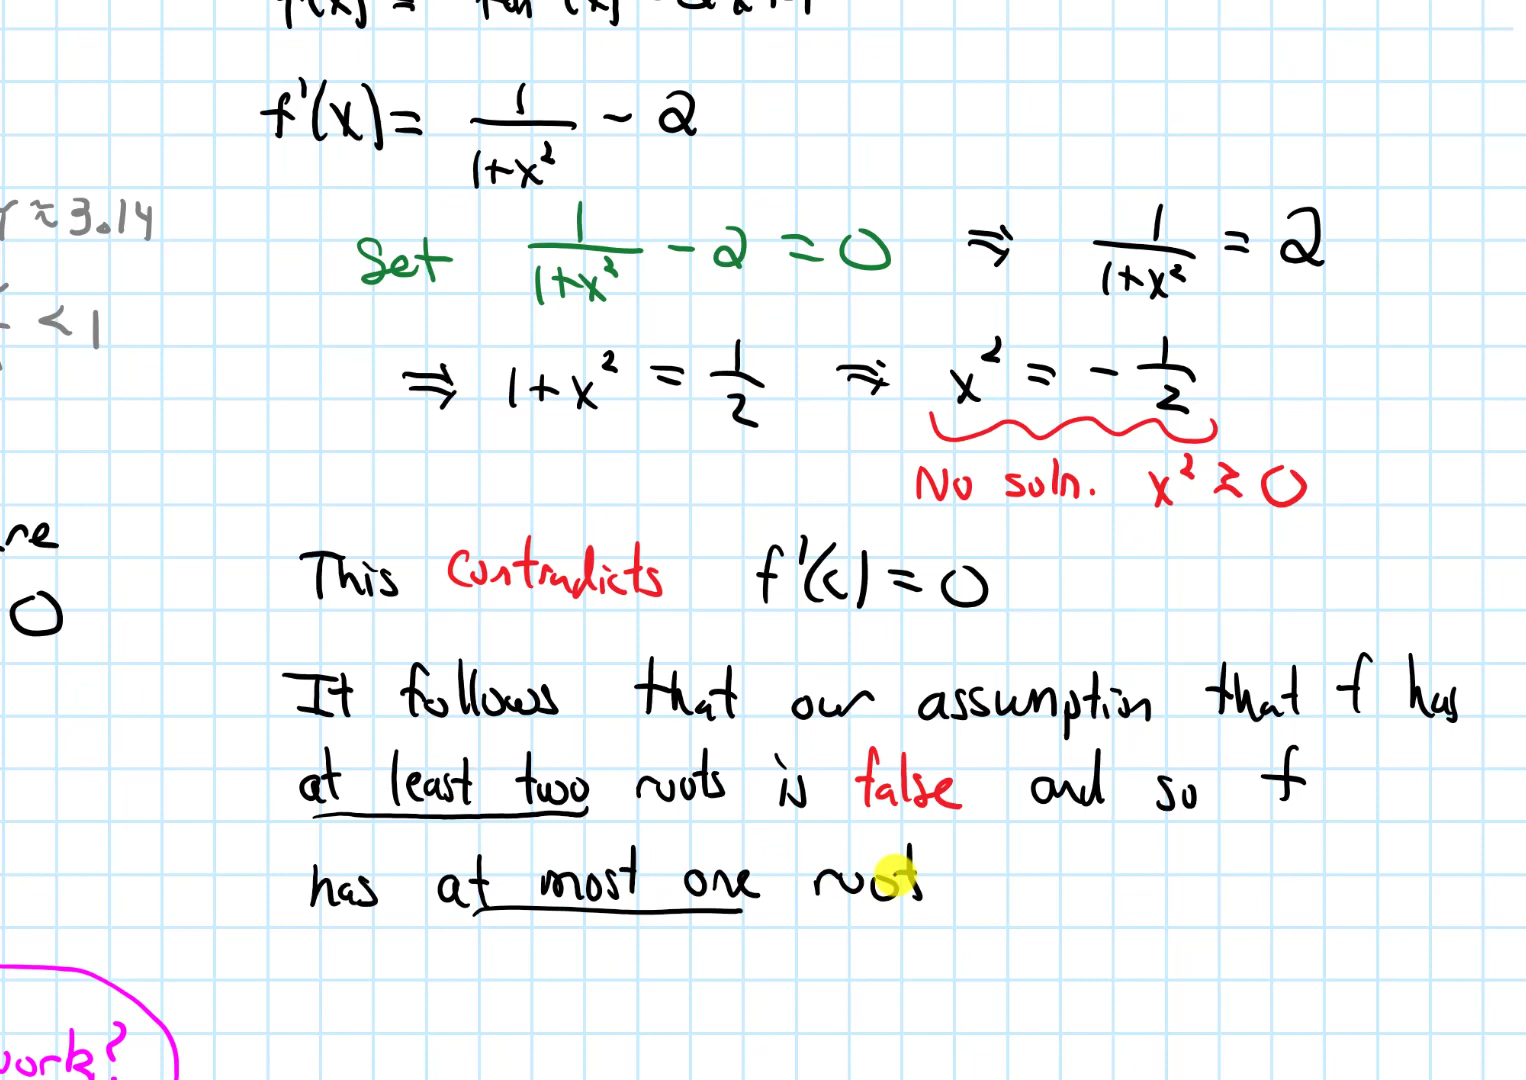 f'(x) = 1/(1+x²) - 2
≈ 3.14
Set 1/(1+x²) - 2 = 0 ⇒ 1/(1+x²) = 2
< 1
⇒ 1+x² = 1/2 ⇒ x² = -1/2
No soln. x² ≥ 0
This contradicts f'(c) = 0
0
It follows that our assumption that f has
at least two roots is false and so f
has at most one root
work?